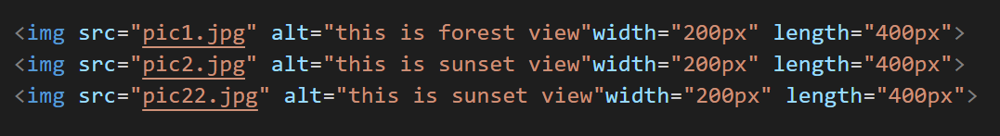 <img src="pic1.jpg" alt="this is forest view"width="200px" length="400px">
<img src="pic2.jpg" alt="this is sunset view"width="200px" length="400px">
<img src="pic22.jpg" alt="this is sunset view"width="200px" length="400px">